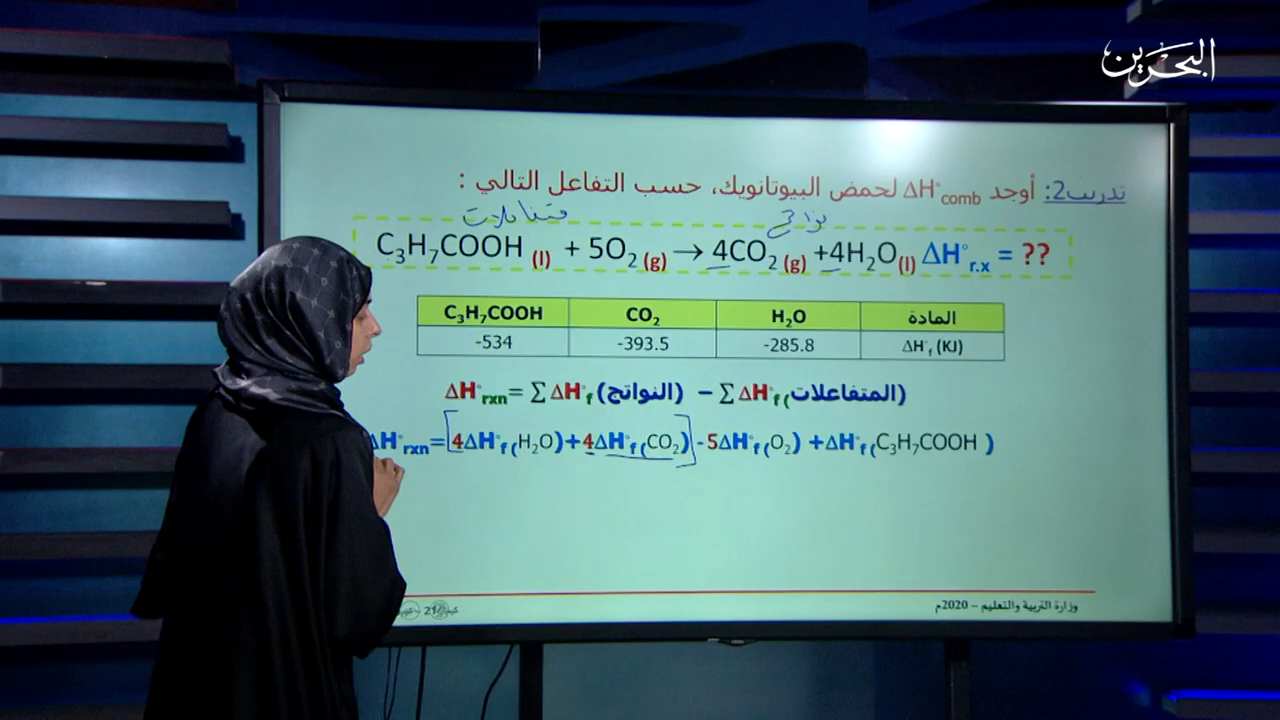 البحرين
تدريب2: أوجد ΔH°comb لحمض البيوتانويك، حسب التفاعل التالي :
متفاعلات نواتج
C₃H₇COOH (l) + 5O₂ (g) → 4CO₂ (g) +4H₂O(l) ΔH°r.x = ??
C₃H₇COOH CO₂ H₂O المادة
-534 -393.5 -285.8 ΔH°f (KJ)
ΔH°rxn= ∑ ΔH°f (النواتج) − ∑ ΔH°f (المتفاعلات)
ΔH°rxn= [4ΔH°f (H₂O)+4ΔH°f (CO₂)] - 5ΔH°f (O₂) +ΔH°f (C₃H₇COOH )
وزارة التربية والتعليم – 2020م